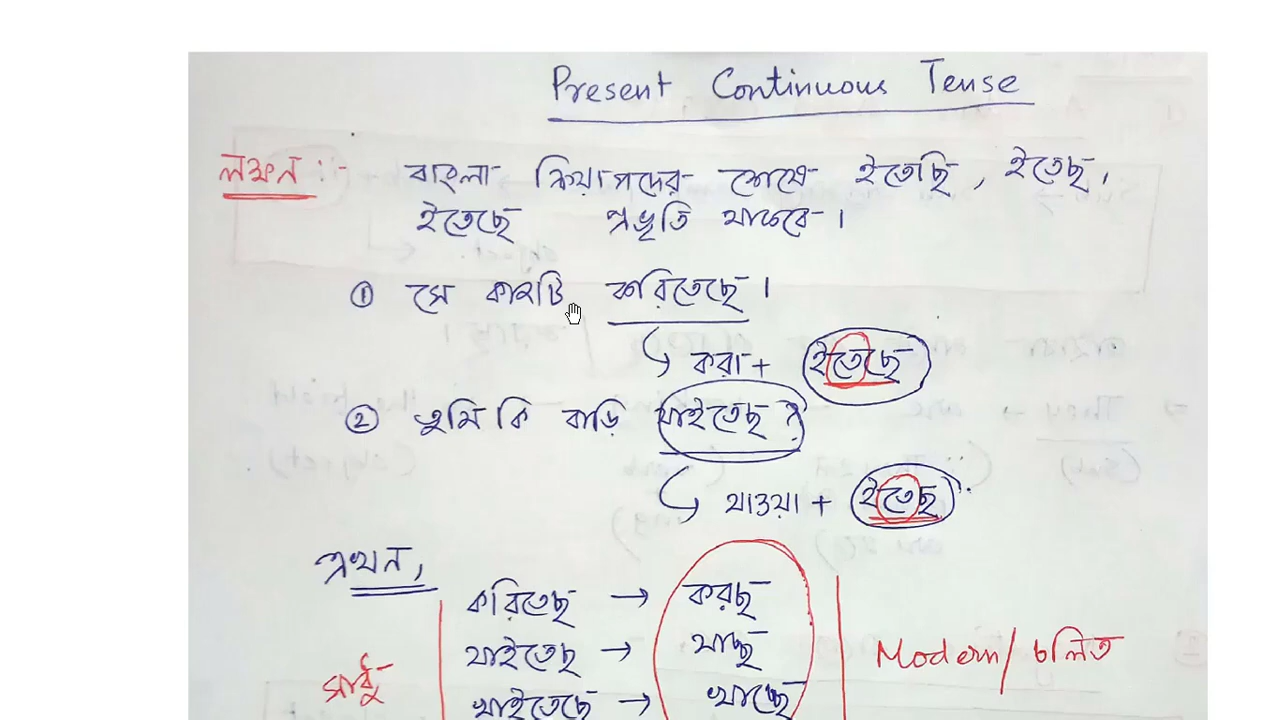 Present Continuous Tense
লক্ষন :- বাংলা ক্রিয়াপদের শেষে ইতেছি, ইতেছ,
ইতেছে প্রভৃতি থাকবে।
① সে কাজটি করিতেছে।
করা + ইতেছে
② তুমি কি বাড়ি যাইতেছ ?
যাওয়া + ইতেছ
এখন,
করিতেছ → করছ
যাইতেছ → যাচ্ছ
সাধু
Modern/চলিত
খাইতেছে → খাচ্ছে